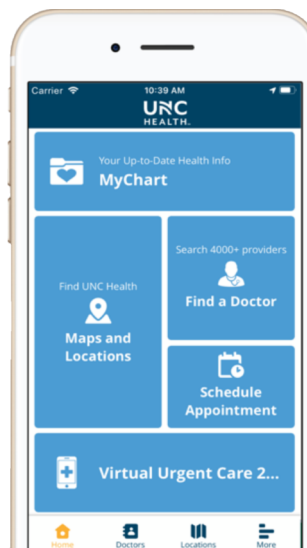 Carrier 10:39 AM
UNC
HEALTH.
Your Up-to-Date Health Info
MyChart
Search 4000+ providers
Find a Doctor
Find UNC Health
Maps and
Locations
Schedule
Appointment
Virtual Urgent Care 2...
Home Doctors Locations More